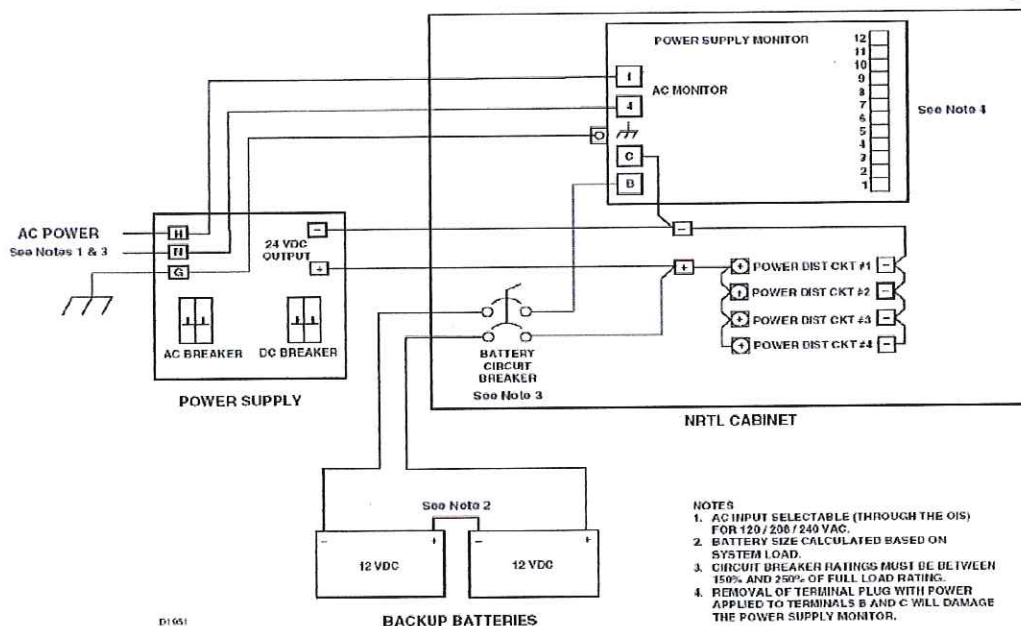 POWER SUPPLY MONITOR
12
11
10
9
8
7
6
5
4
3
2
1
1
AC MONITOR
4
See Note 4
C
B
AC POWER
See Notes 1 & 3
H
N
G
24 VDC
OUTPUT
−
+
AC BREAKER
DC BREAKER
POWER SUPPLY
−
+
+ POWER DIST CKT #1 −
+ POWER DIST CKT #2 −
+ POWER DIST CKT #3 −
+ POWER DIST CKT #4 −
BATTERY
CIRCUIT
BREAKER
See Note 3
NRTL CABINET
See Note 2
− +
12 VDC
− +
12 VDC
BACKUP BATTERIES
NOTES
1. AC INPUT SELECTABLE (THROUGH THE OIS)
FOR 120 / 208 / 240 VAC.
2. BATTERY SIZE CALCULATED BASED ON
SYSTEM LOAD.
3. CIRCUIT BREAKER RATINGS MUST BE BETWEEN
150% AND 250% OF FULL LOAD RATING.
4. REMOVAL OF TERMINAL PLUG WITH POWER
APPLIED TO TERMINALS B AND C WILL DAMAGE
THE POWER SUPPLY MONITOR.